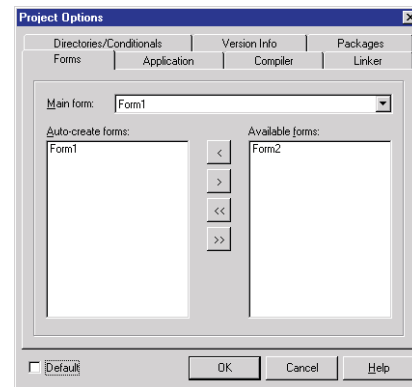 Project Options
Directories/Conditionals Version Info Packages
Forms Application Compiler Linker
Main form: Form1
Auto-create forms: Available forms:
Form1 Form2
<
>
<<
>>
Default OK Cancel Help